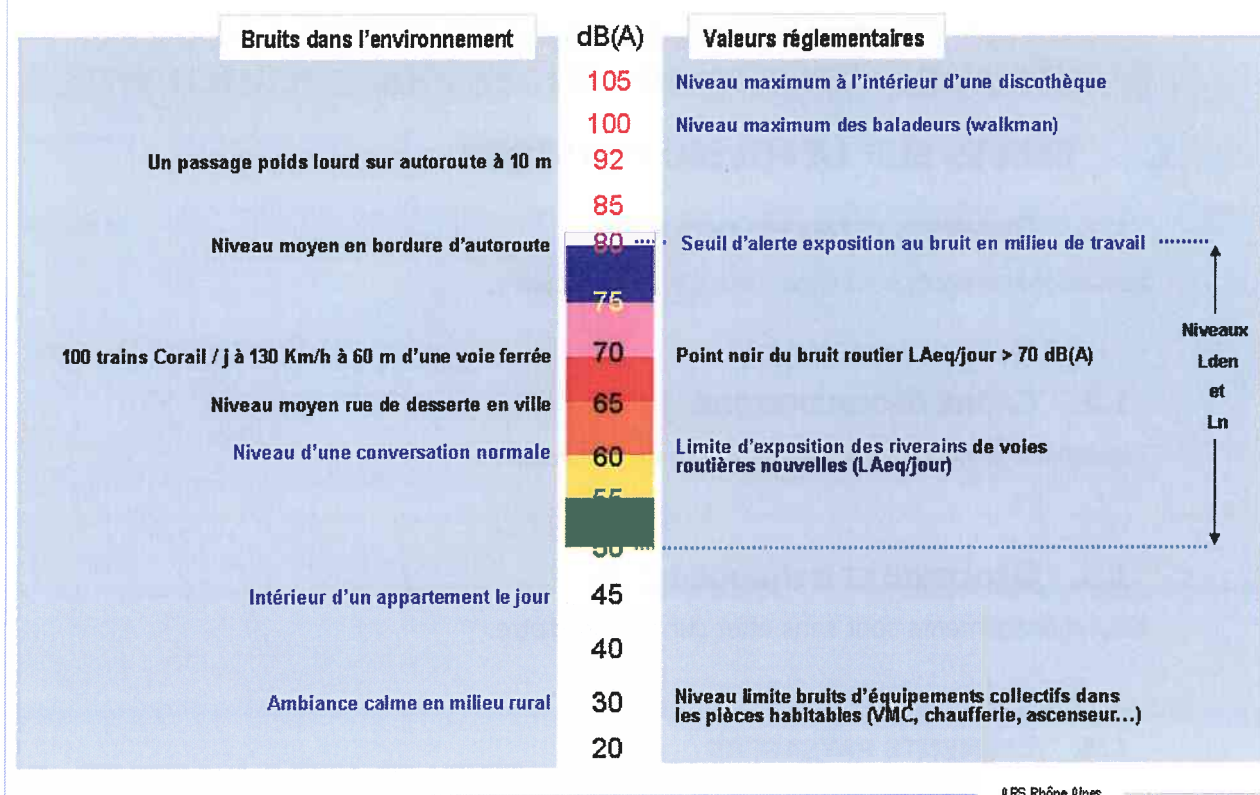 Bruits dans l'environnement dB(A) Valeurs réglementaires
105 Niveau maximum à l'intérieur d'une discothèque
100 Niveau maximum des baladeurs (walkman)
Un passage poids lourd sur autoroute à 10 m 92
85
Niveau moyen en bordure d'autoroute 80 Seuil d'alerte exposition au bruit en milieu de travail
75
Niveaux
100 trains Corail / j à 130 Km/h à 60 m d'une voie ferrée 70 Point noir du bruit routier LAeq/jour > 70 dB(A) Lden
et
Niveau moyen rue de desserte en ville 65
Ln
Niveau d'une conversation normale 60 Limite d'exposition des riverains de voies
routières nouvelles (LAeq/jour)
55
50
Intérieur d'un appartement le jour 45
40
Ambiance calme en milieu rural 30 Niveau limite bruits d'équipements collectifs dans
les pièces habitables (VMC, chaufferie, ascenseur...)
20
ARS Rhône Alpes